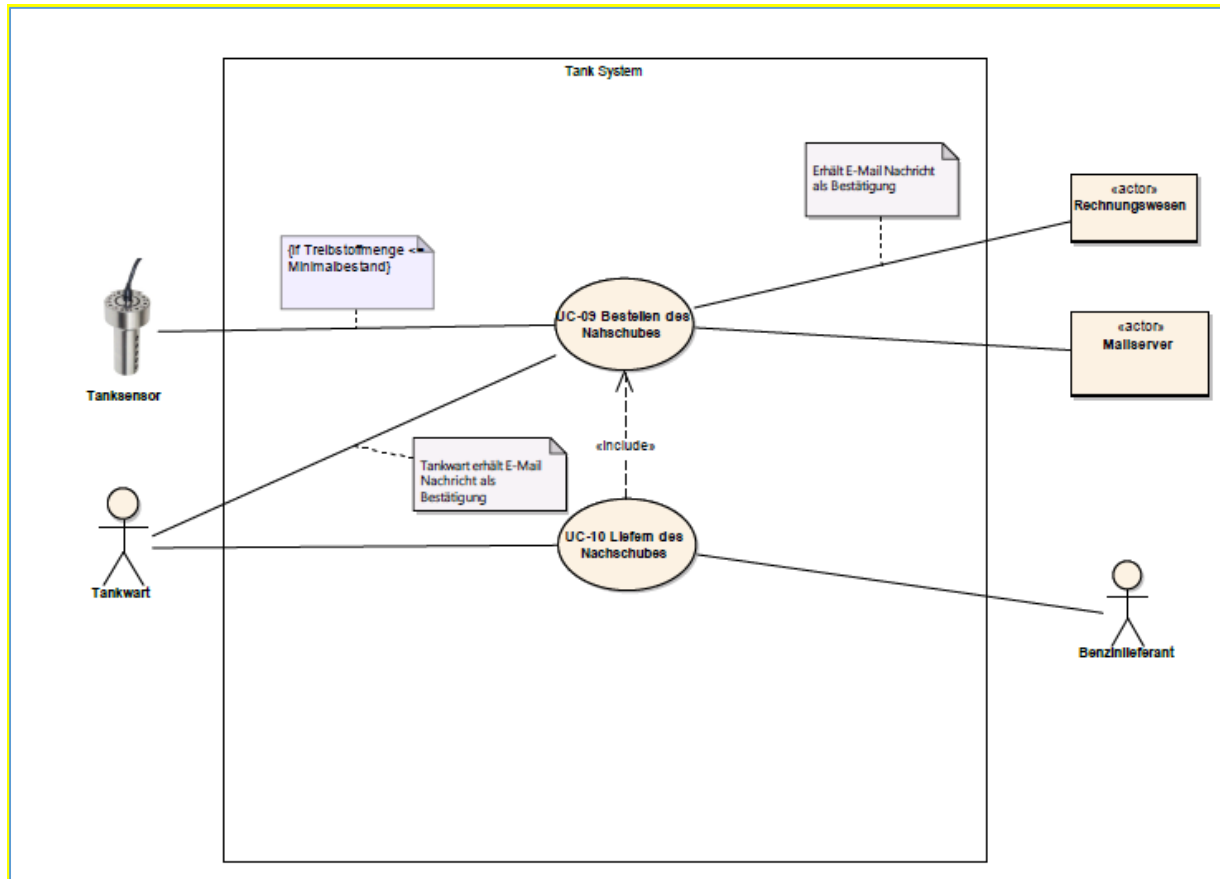 Tank System
Erhält E-Mail Nachricht
als Bestätigung
«actor»
Rechnungswesen
{If Treibstoffmenge <=
Minimalbestand}
UC-09 Bestellen des
Nahschubes
«actor»
Mailserver
Tanksensor
«include»
Tankwart erhält E-Mail
Nachricht als
Bestätigung
UC-10 Liefern des
Nachschubes
Tankwart
Benzinlieferant